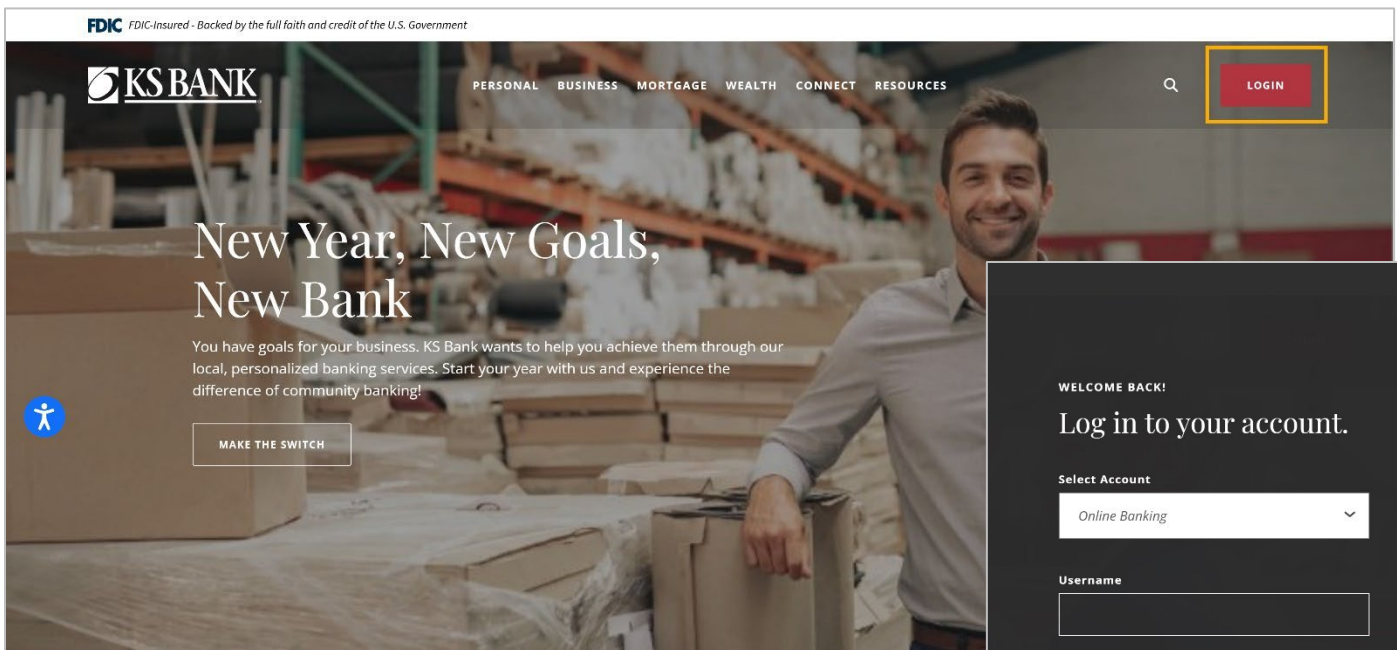 FDIC FDIC-Insured - Backed by the full faith and credit of the U.S. Government
KS BANK
PERSONAL BUSINESS MORTGAGE WEALTH CONNECT RESOURCES
LOGIN
New Year, New Goals,
New Bank
You have goals for your business. KS Bank wants to help you achieve them through our
local, personalized banking services. Start your year with us and experience the
difference of community banking!
MAKE THE SWITCH
WELCOME BACK!
Log in to your account.
Select Account
Online Banking
Username